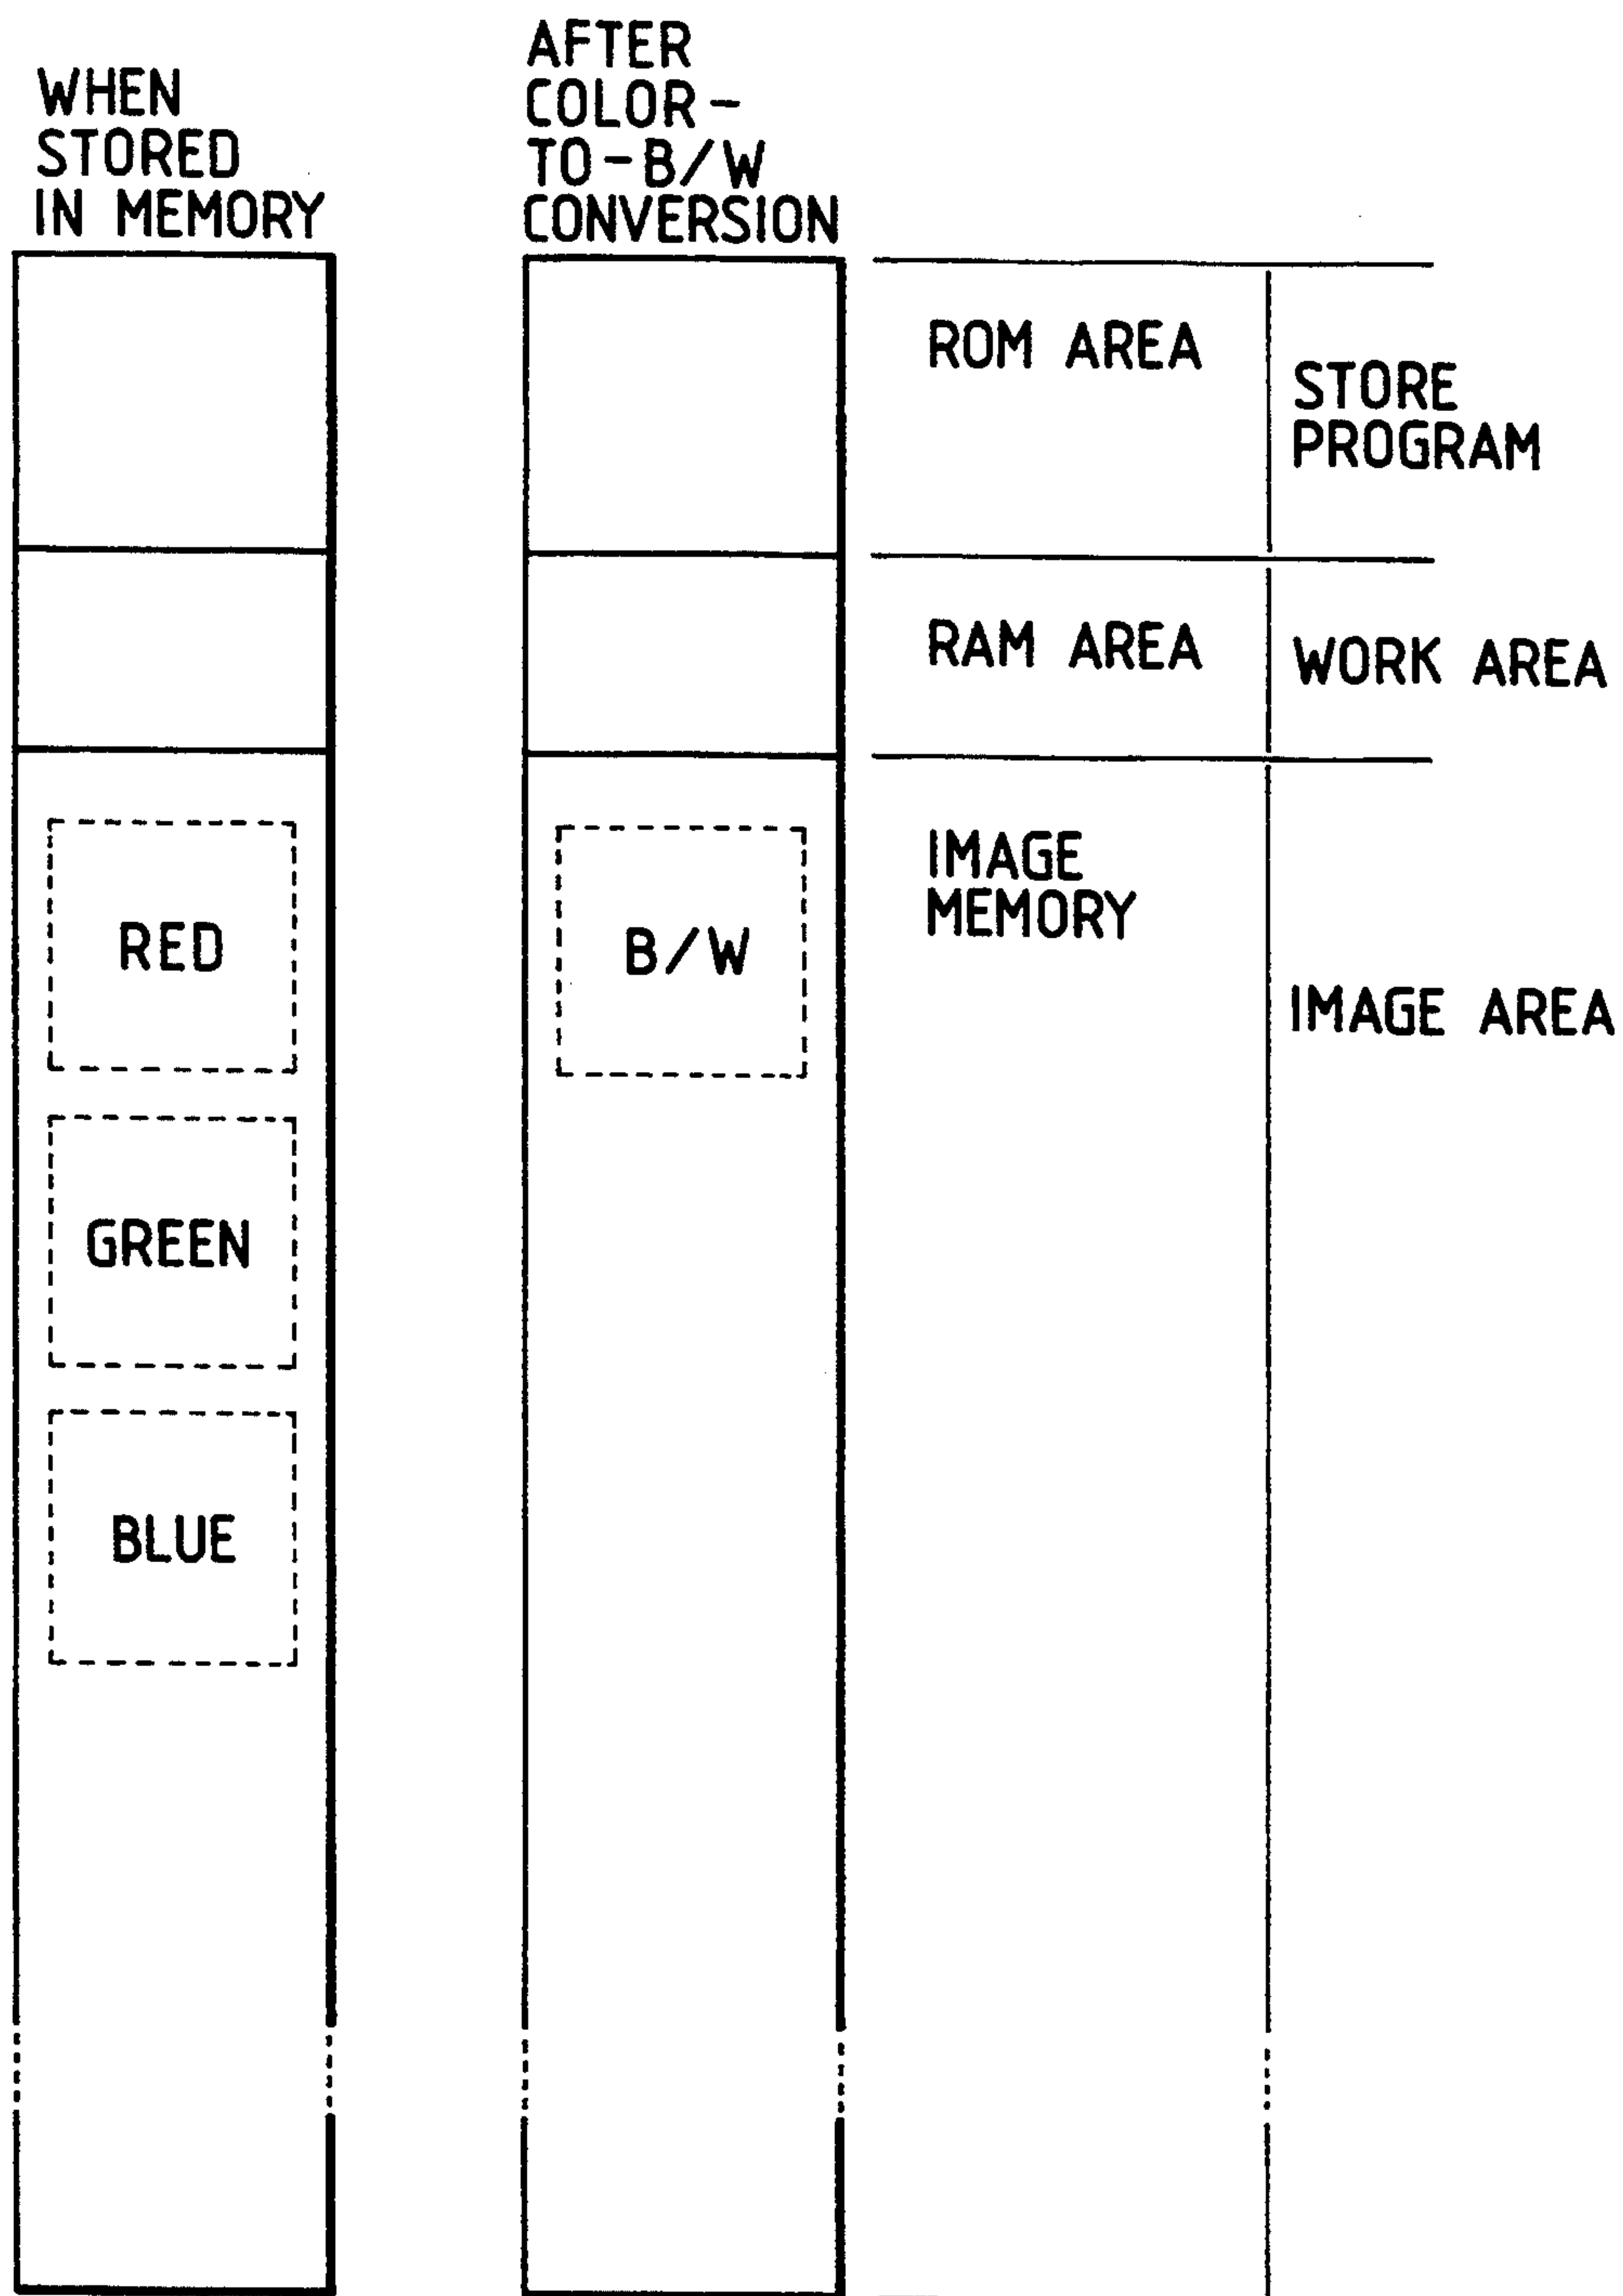 WHEN
STORED
IN MEMORY
AFTER
COLOR-
TO-B/W
CONVERSION
ROM AREA
STORE
PROGRAM
RAM AREA
WORK AREA
RED
B/W
IMAGE
MEMORY
IMAGE AREA
GREEN
BLUE